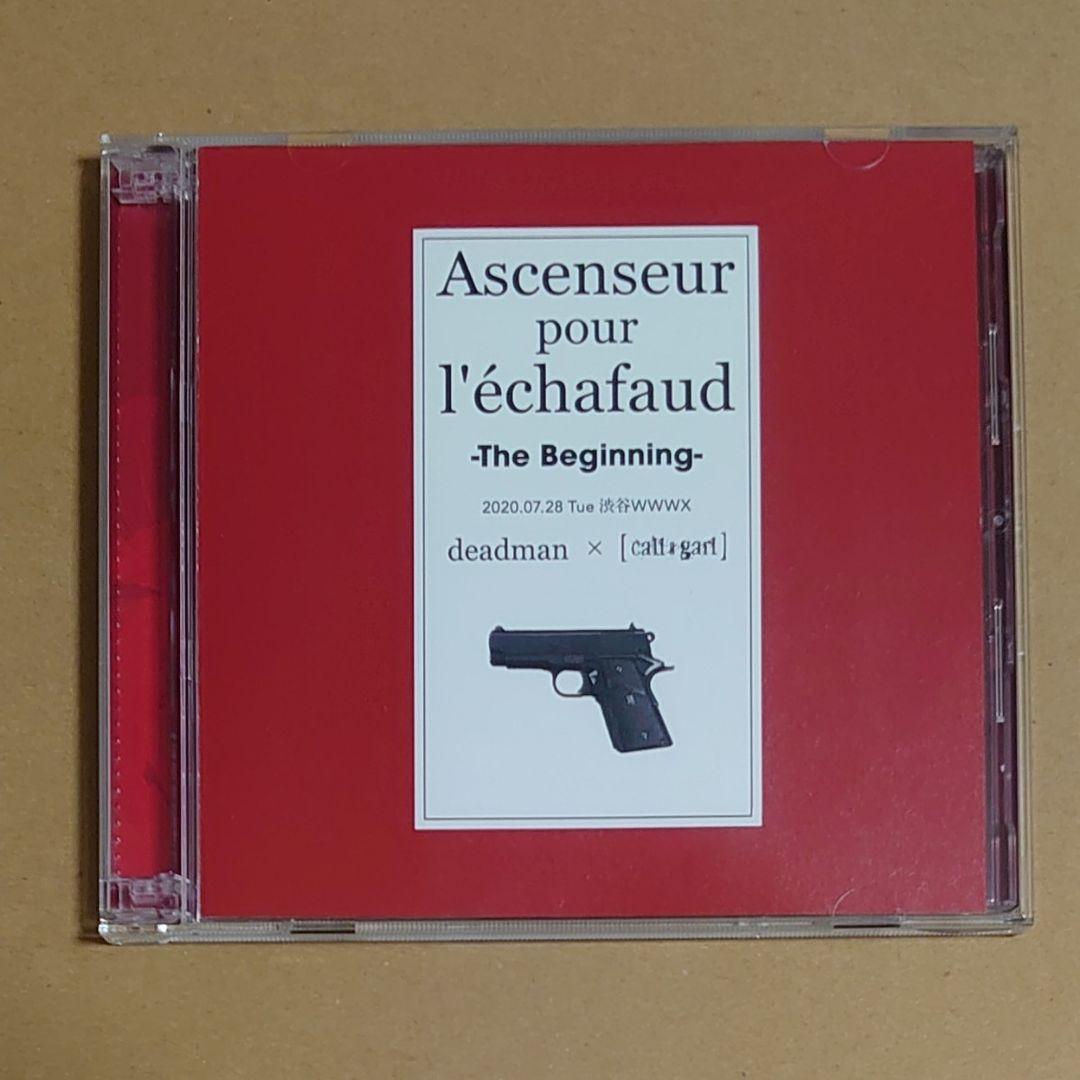 Ascenseur
pour
l'échafaud
-The Beginning-
2020.07.28 Tue 渋谷WWWX
deadman × [cali≠gari]